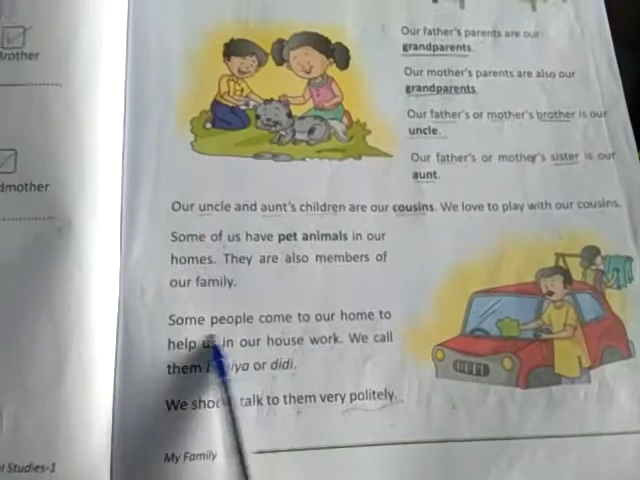 Brother
dmother
Our father's parents are our
grandparents.
Our mother's parents are also our
grandparents.
Our father's or mother's brother is our
uncle.
Our father's or mother's sister is our
aunt.
Our uncle and aunt's children are our cousins. We love to play with our cousins.
Some of us have pet animals in our
homes. They are also members of
our family.
Some people come to our home to
help us in our house work. We call
them iya or didi.
We shou talk to them very politely.
My Family
l Studies-1